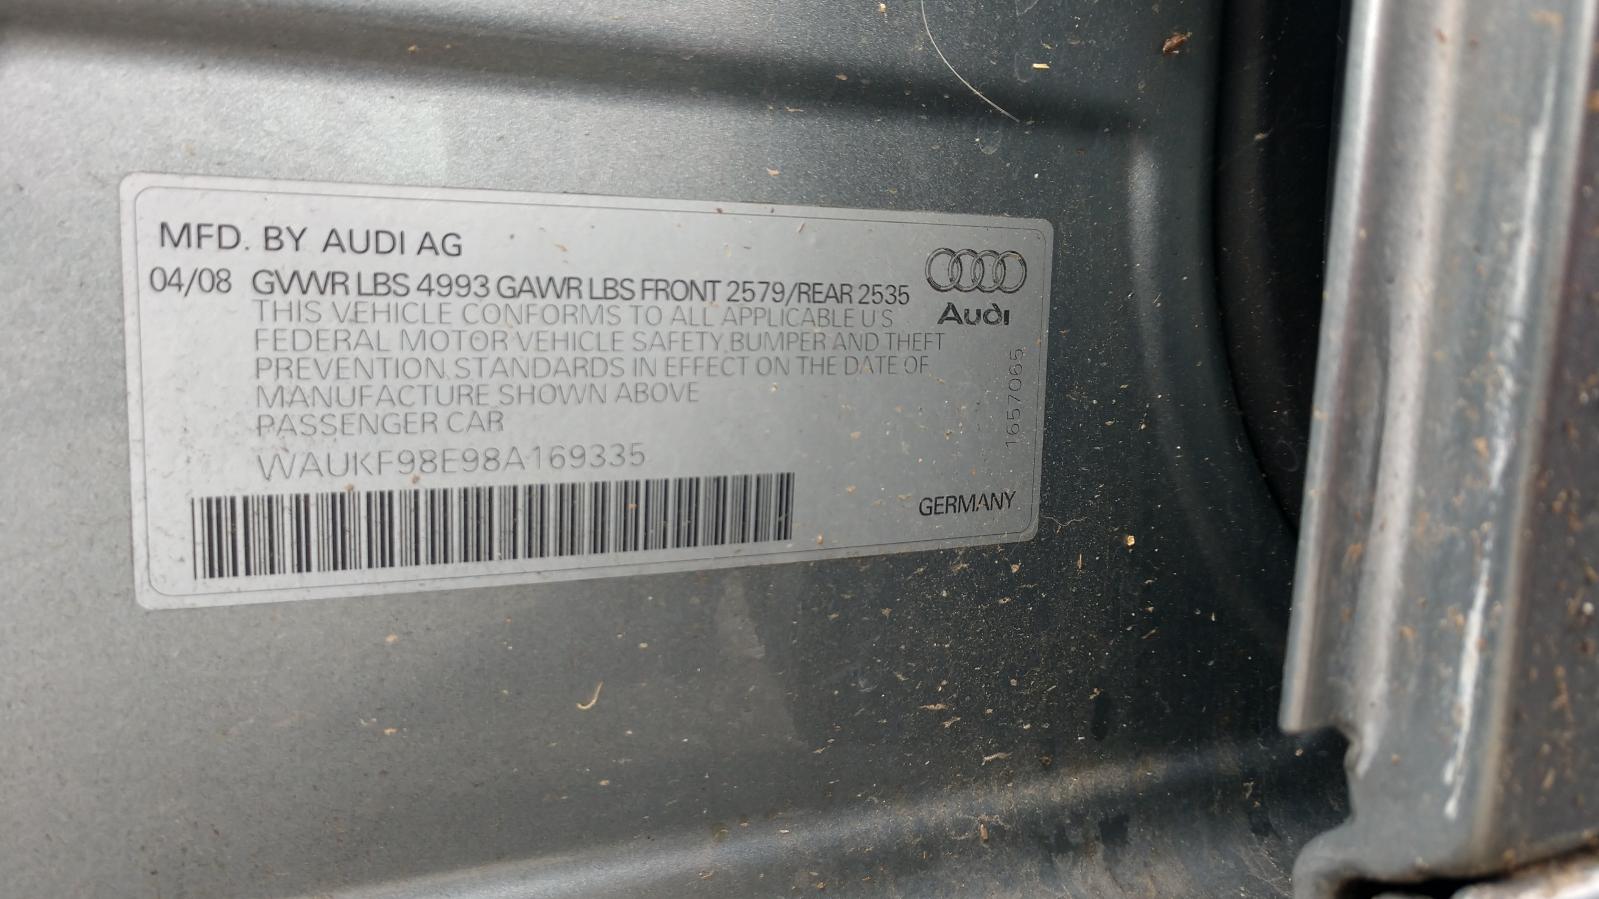 MFD. BY AUDI AG
04/08 GVWR LBS 4993 GAWR LBS FRONT 2579/REAR 2535
THIS VEHICLE CONFORMS TO ALL APPLICABLE U S
FEDERAL MOTOR VEHICLE SAFETY, BUMPER AND THEFT
PREVENTION STANDARDS IN EFFECT ON THE DATE OF
MANUFACTURE SHOWN ABOVE
PASSENGER CAR
WAUKF98E98A169335
Audi
1657065
GERMANY